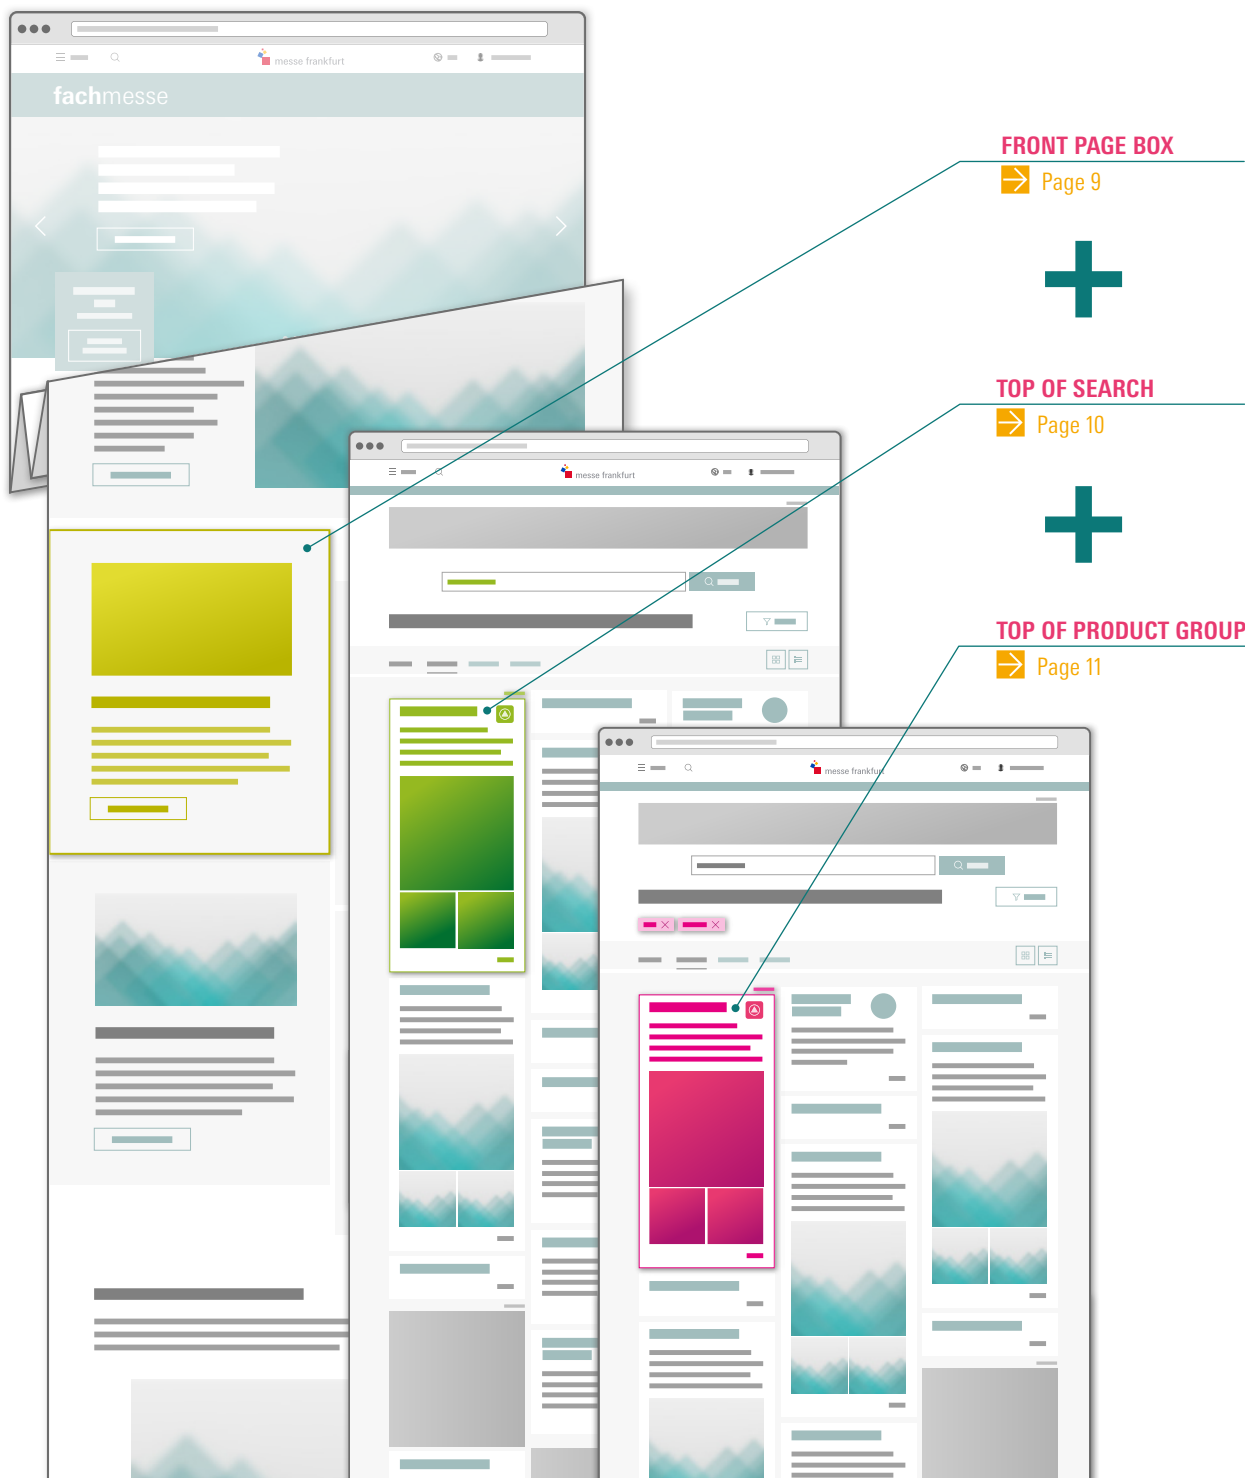 messe frankfurt
fachmesse
FRONT PAGE BOX
Page 9
TOP OF SEARCH
Page 10
messe frankfurt
TOP OF PRODUCT GROUP
Page 11
messe frankfurt